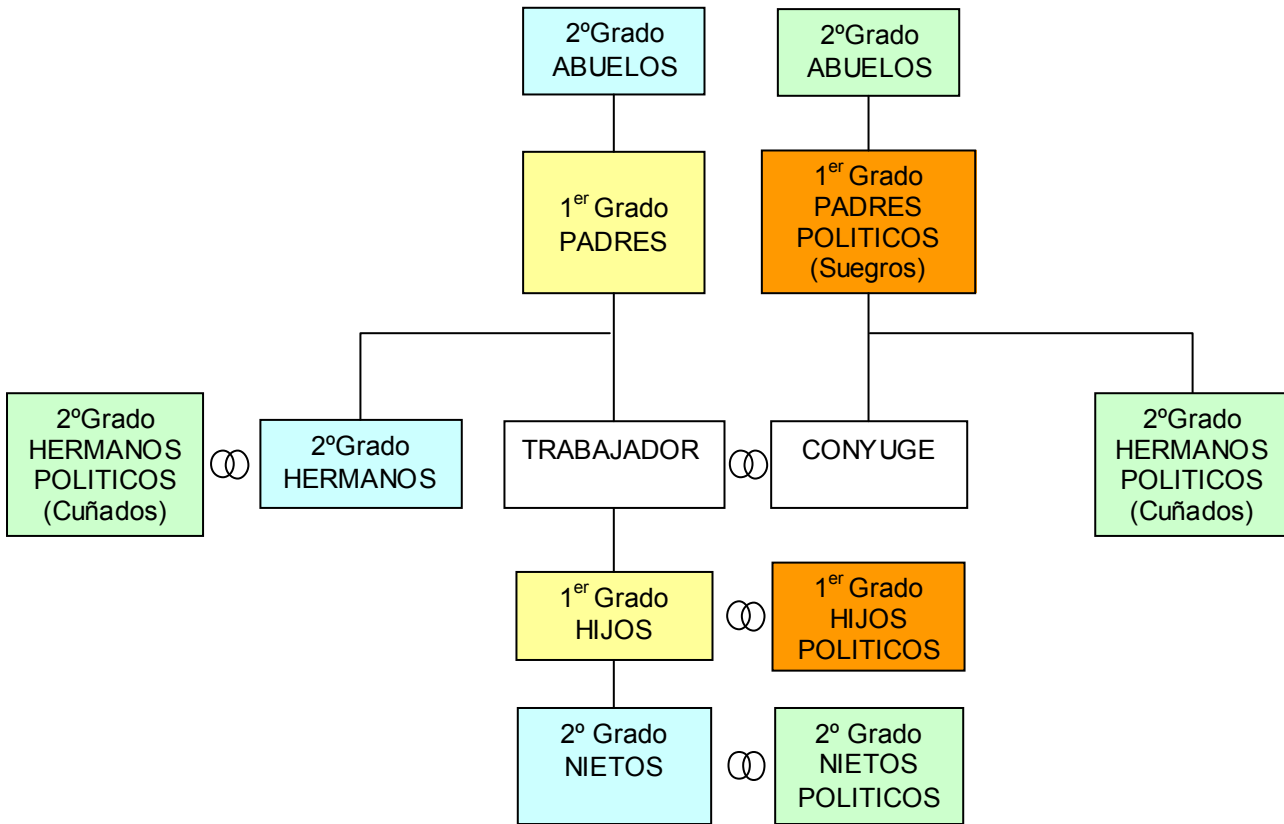 2ºGrado
ABUELOS
2ºGrado
ABUELOS
1er Grado
PADRES
1er Grado
PADRES
POLITICOS
(Suegros)
2ºGrado
HERMANOS
POLITICOS
(Cuñados)
2ºGrado
HERMANOS
TRABAJADOR
CONYUGE
2ºGrado
HERMANOS
POLITICOS
(Cuñados)
1er Grado
HIJOS
1er Grado
HIJOS
POLITICOS
2º Grado
NIETOS
2º Grado
NIETOS
POLITICOS